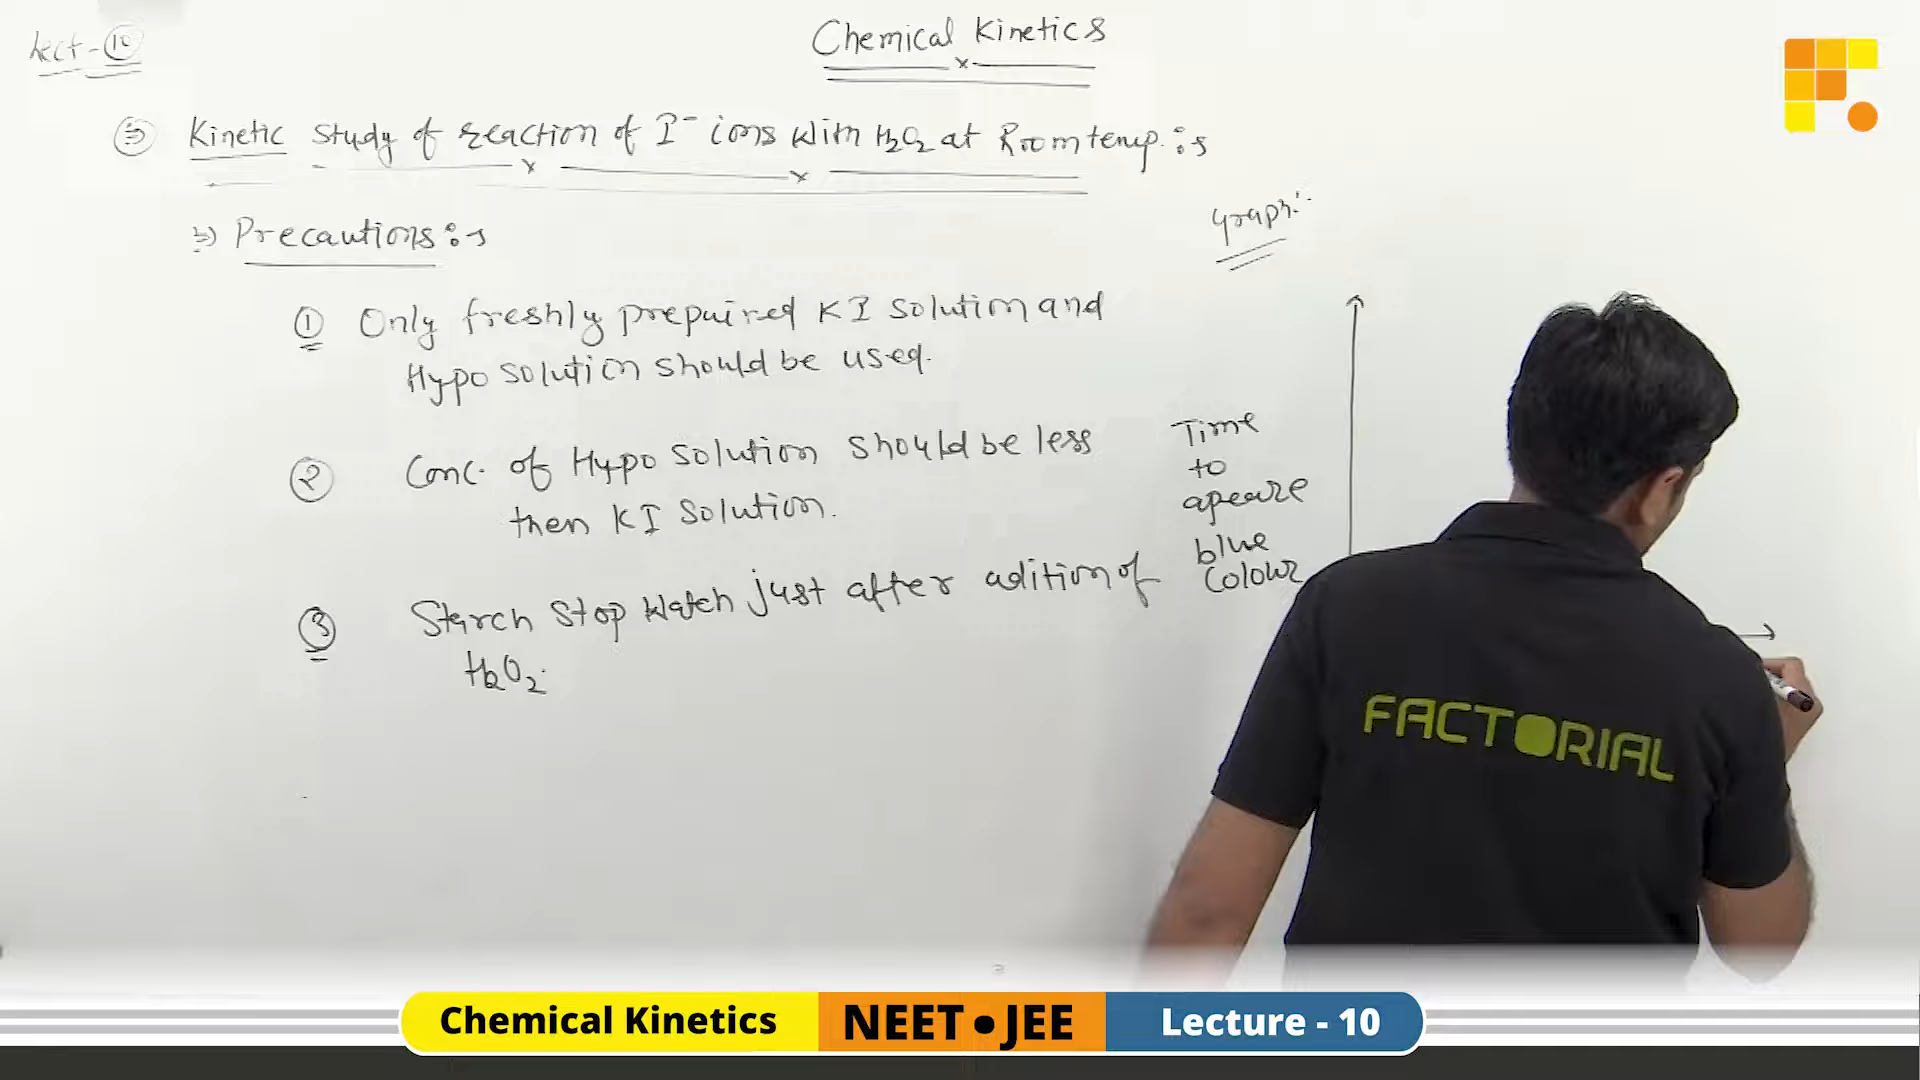 Lect-10
Chemical Kinetics
Kinetic study of reaction of I⁻ ions with H₂O₂ at Room temp.:
Precautions:
① Only freshly prepaired KI solution and
Hypo solution should be used.
② Conc. of Hypo solution should be less
then KI solution.
③ Starch stop watch just after adition of
H₂O₂.
Graph:
Time
to
apeare
blue
colour
FACTORIAL
Chemical Kinetics
NEET • JEE
Lecture - 10